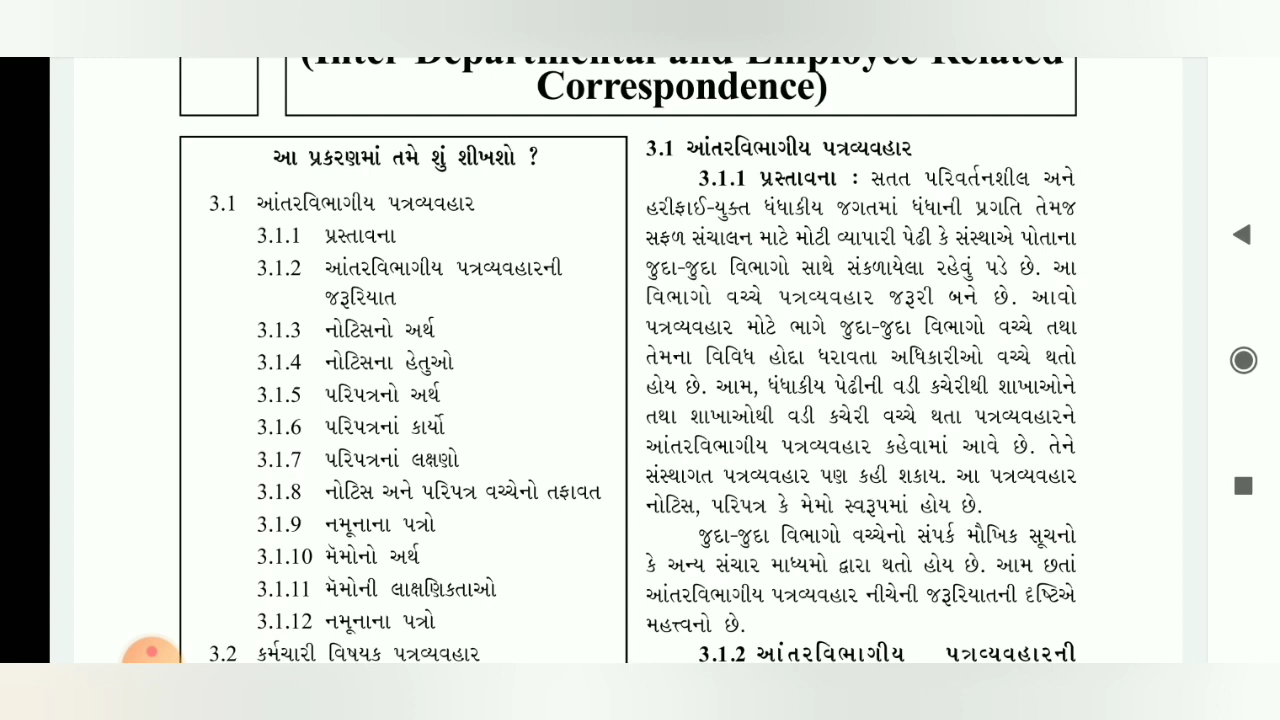 (Inter Departmental and Employee Related
Correspondence)
આ પ્રકરણમાં તમે શું શીખશો ?
3.1 આંતરવિભાગીય પત્રવ્યવહાર
3.1.1 પ્રસ્તાવના
3.1.2 આંતરવિભાગીય પત્રવ્યવહારની
જરૂરિયાત
3.1.3 નોટિસનો અર્થ
3.1.4 નોટિસના હેતુઓ
3.1.5 પરિપત્રનો અર્થ
3.1.6 પરિપત્રનાં કાર્યો
3.1.7 પરિપત્રનાં લક્ષણો
3.1.8 નોટિસ અને પરિપત્ર વચ્ચેનો તફાવત
3.1.9 નમૂનાના પત્રો
3.1.10 મૅમોનો અર્થ
3.1.11 મૅમોની લાક્ષણિકતાઓ
3.1.12 નમૂનાના પત્રો
3.2 કર્મચારી વિષયક પત્રવ્યવહાર
3.1 આંતરવિભાગીય પત્રવ્યવહાર
3.1.1 પ્રસ્તાવના : સતત પરિવર્તનશીલ અને
હરીફાઈ-યુક્ત ધંધાકીય જગતમાં ધંધાની પ્રગતિ તેમજ
સફળ સંચાલન માટે મોટી વ્યાપારી પેઢી કે સંસ્થાએ પોતાના
જુદા-જુદા વિભાગો સાથે સંકળાયેલા રહેવું પડે છે. આ
વિભાગો વચ્ચે પત્રવ્યવહાર જરૂરી બને છે. આવો
પત્રવ્યવહાર મોટે ભાગે જુદા-જુદા વિભાગો વચ્ચે તથા
તેમના વિવિધ હોદ્દા ધરાવતા અધિકારીઓ વચ્ચે થતો
હોય છે. આમ, ધંધાકીય પેઢીની વડી કચેરીથી શાખાઓને
તથા શાખાઓથી વડી કચેરી વચ્ચે થતા પત્રવ્યવહારને
આંતરવિભાગીય પત્રવ્યવહાર કહેવામાં આવે છે. તેને
સંસ્થાગત પત્રવ્યવહાર પણ કહી શકાય. આ પત્રવ્યવહાર
નોટિસ, પરિપત્ર કે મેમો સ્વરૂપમાં હોય છે.
જુદા-જુદા વિભાગો વચ્ચેનો સંપર્ક મૌખિક સૂચનો
કે અન્ય સંચાર માધ્યમો દ્વારા થતો હોય છે. આમ છતાં
આંતરવિભાગીય પત્રવ્યવહાર નીચેની જરૂરિયાતની દૃષ્ટિએ
મહત્ત્વનો છે.
3.1.2 આંતરવિભાગીય પત્રવ્યવહારની